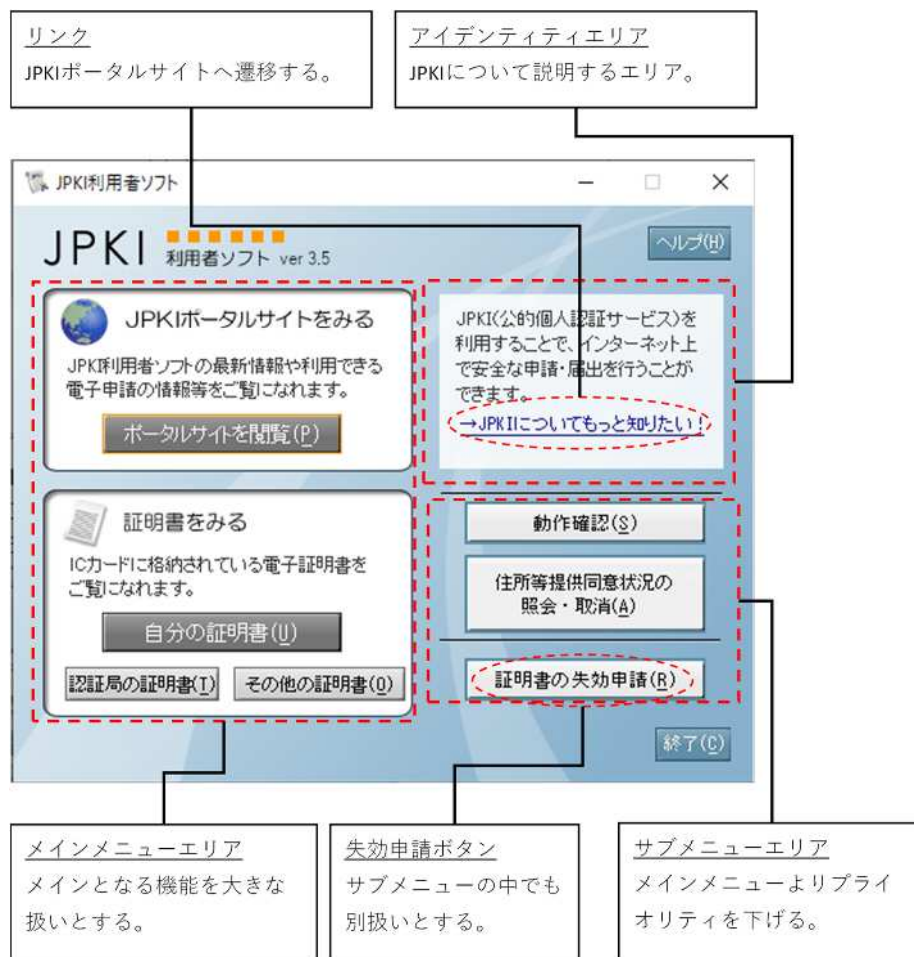 リンク
JPKIポータルサイトへ遷移する。
アイデンティティエリア
JPKIについて説明するエリア。
JPKI利用者ソフト
JPKI 利用者ソフト ver 3.5
ヘルプ(H)
JPKIポータルサイトをみる
JPKI利用者ソフトの最新情報や利用できる
電子申請の情報等をご覧になれます。
ポータルサイトを閲覧(P)
JPKI(公的個人認証サービス)を
利用することで、インターネット上
で安全な申請・届出を行うことが
できます。
→JPKIについてもっと知りたい!
証明書をみる
ICカードに格納されている電子証明書を
ご覧になれます。
自分の証明書(U)
認証局の証明書(T)
その他の証明書(O)
動作確認(S)
住所等提供同意状況の
照会・取消(A)
証明書の失効申請(R)
終了(C)
メインメニューエリア
メインとなる機能を大きな
扱いとする。
失効申請ボタン
サブメニューの中でも
別扱いとする。
サブメニューエリア
メインメニューよりプライ
オリティを下げる。